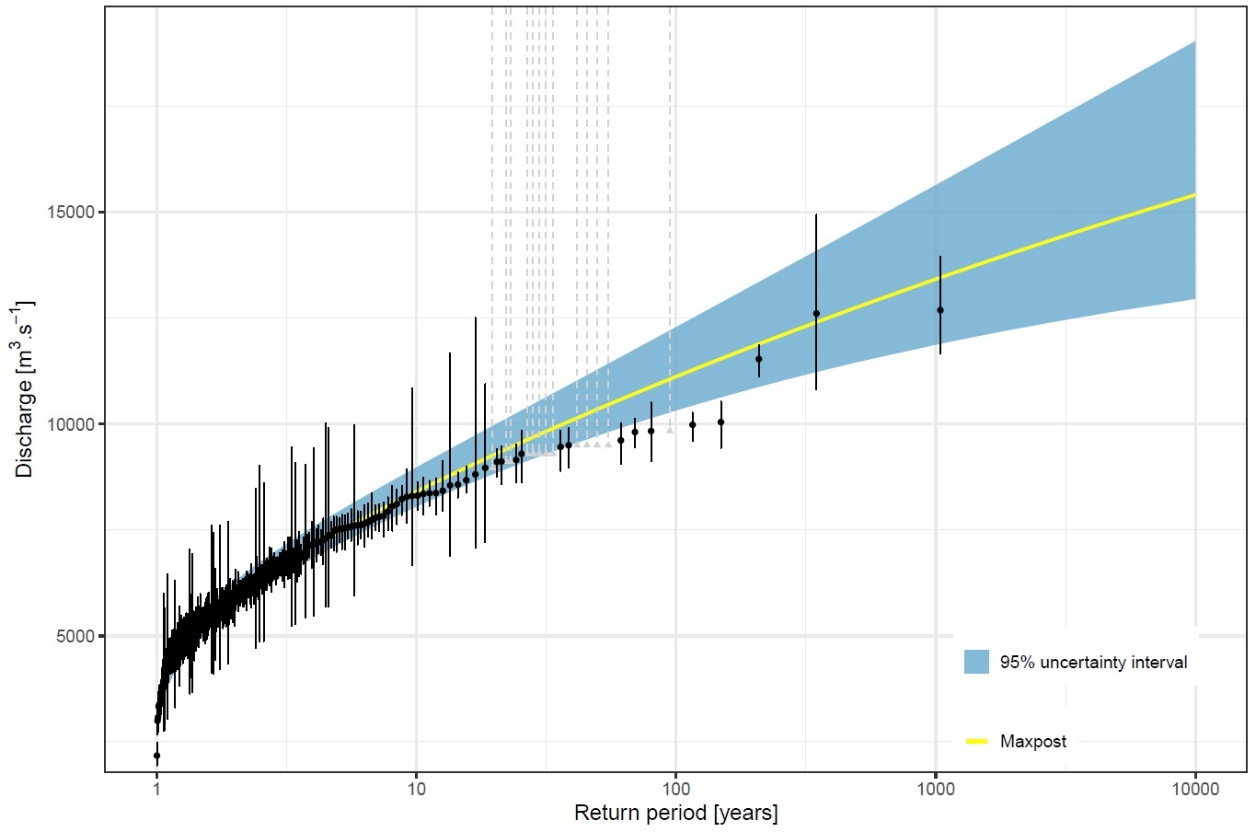 15000
10000
5000
Discharge [m³.s⁻¹]
1 10 100 1000 10000
Return period [years]
95% uncertainty interval
Maxpost